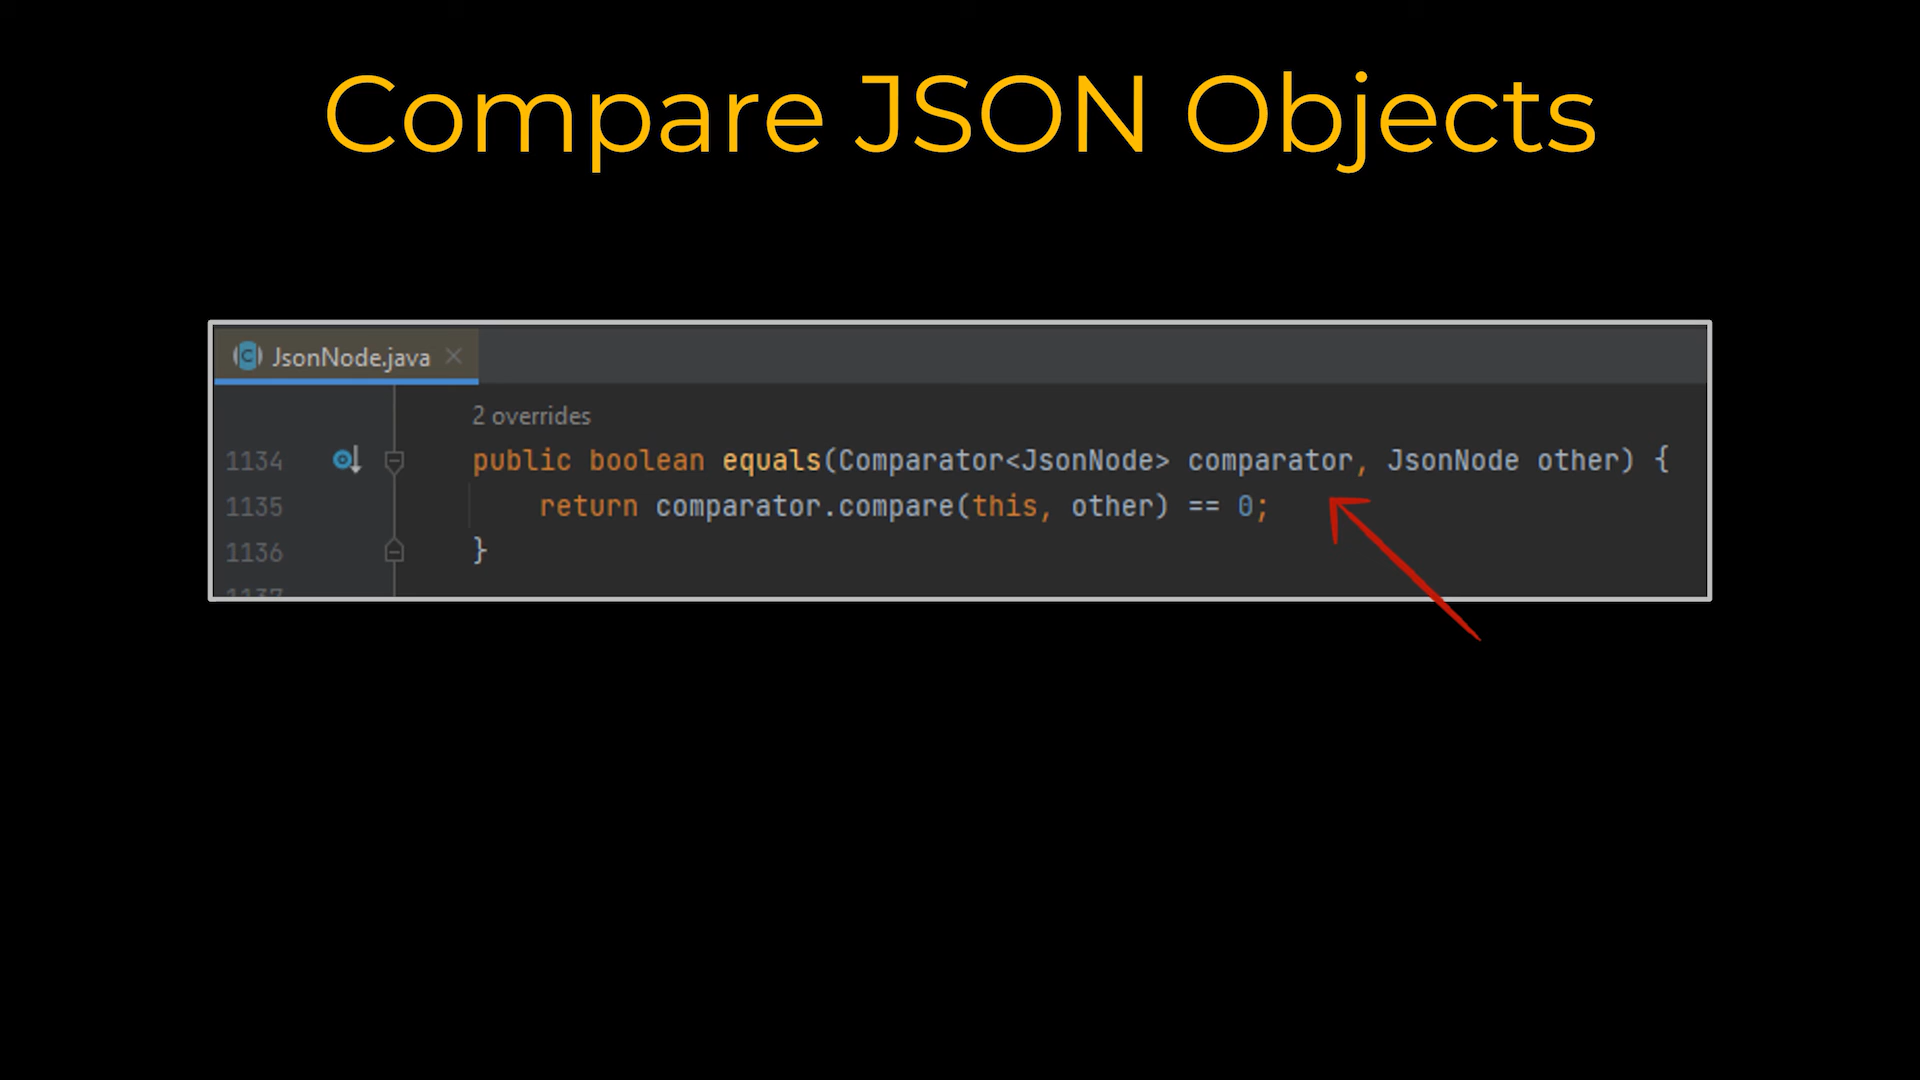 Compare JSON Objects
JsonNode.java
2 overrides
1134 public boolean equals(Comparator<JsonNode> comparator, JsonNode other) {
1135 return comparator.compare(this, other) == 0;
1136 }
1137